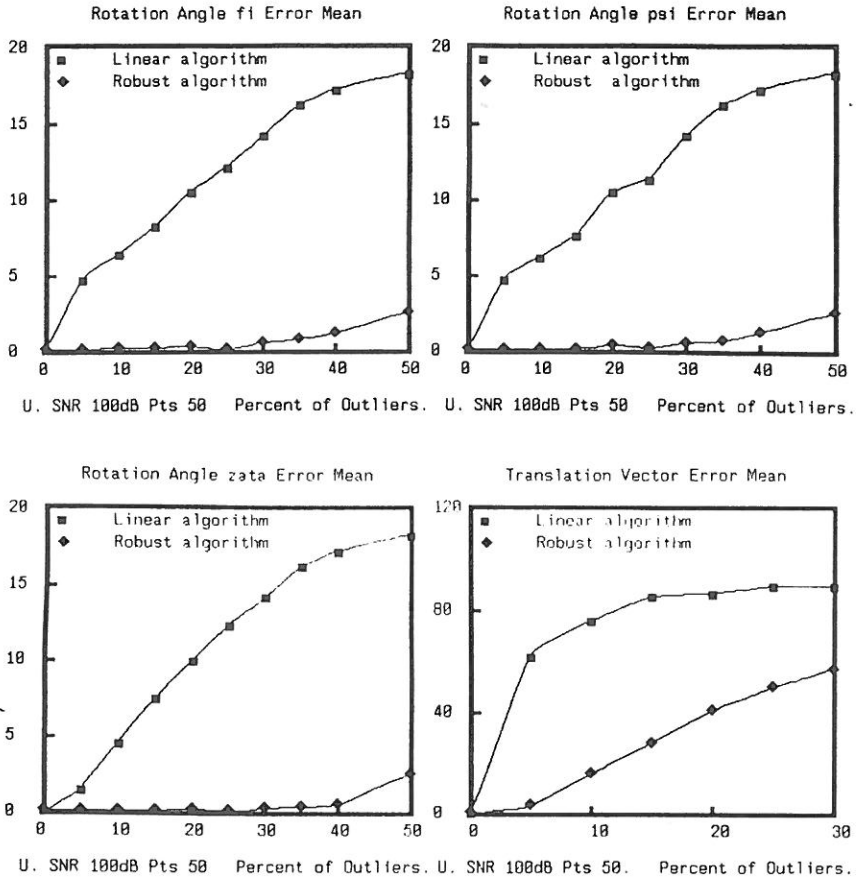 Rotation Angle fi Error Mean
20
Linear algorithm
Robust algorithm
15
10
5
0
0 10 20 30 40 50
U. SNR 100dB Pts 50 Percent of Outliers.
Rotation Angle psi Error Mean
20
Linear algorithm
Robust algorithm
15
10
5
0
0 10 20 30 40 50
U. SNR 100dB Pts 50 Percent of Outliers.
Rotation Angle zata Error Mean
20
Linear algorithm
Robust algorithm
15
10
5
0
0 10 20 30 40 50
U. SNR 100dB Pts 50 Percent of Outliers.
Translation Vector Error Mean
120
Linear algorithm
Robust algorithm
80
40
0
0 10 20 30
U. SNR 100dB Pts 50. Percent of Outliers.